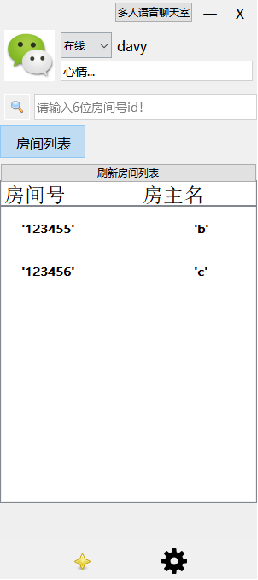 多人语音聊天室 — X
在线 davy
心情...
请输入6位房间号id!
房间列表
刷新房间列表
房间号 房主名
'123455' 'b'
'123456' 'c'